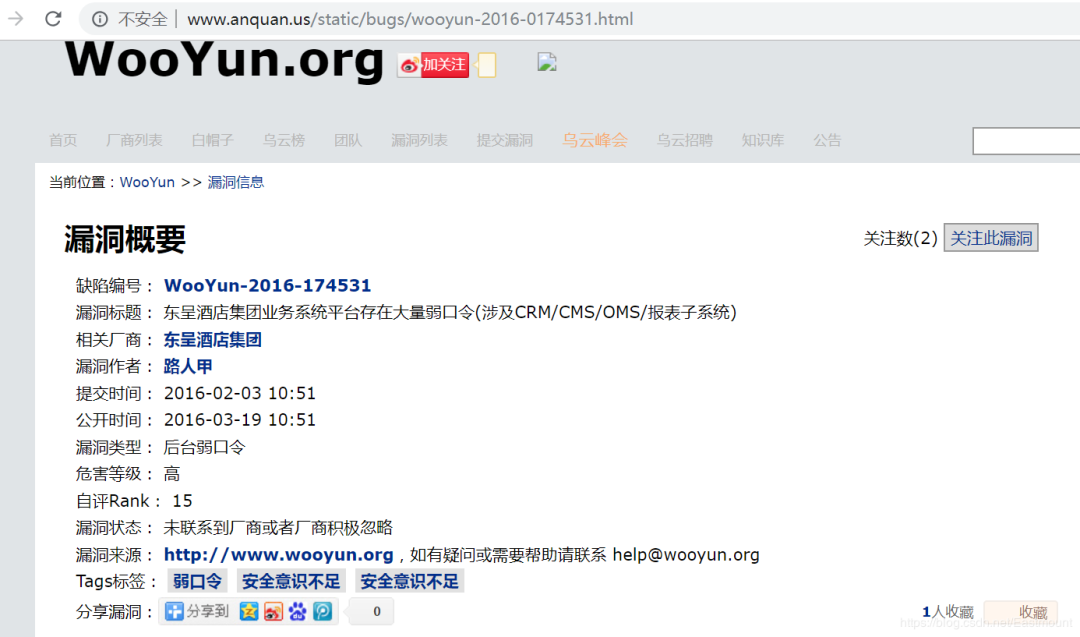 不安全 | www.anquan.us/static/bugs/wooyun-2016-0174531.html
WooYun.org 加关注
首页 厂商列表 白帽子 乌云榜 团队 漏洞列表 提交漏洞 乌云峰会 乌云招聘 知识库 公告
当前位置：WooYun >> 漏洞信息
漏洞概要 关注数(2) 关注此漏洞
缺陷编号： WooYun-2016-174531
漏洞标题： 东呈酒店集团业务系统平台存在大量弱口令(涉及CRM/CMS/OMS/报表子系统)
相关厂商： 东呈酒店集团
漏洞作者： 路人甲
提交时间： 2016-02-03 10:51
公开时间： 2016-03-19 10:51
漏洞类型： 后台弱口令
危害等级： 高
自评Rank： 15
漏洞状态： 未联系到厂商或者厂商积极忽略
漏洞来源： http://www.wooyun.org，如有疑问或需要帮助请联系 help@wooyun.org
Tags标签： 弱口令 安全意识不足 安全意识不足
分享漏洞： 分享到 0 1人收藏 收藏
https://blog.csdn.net/Eastmount